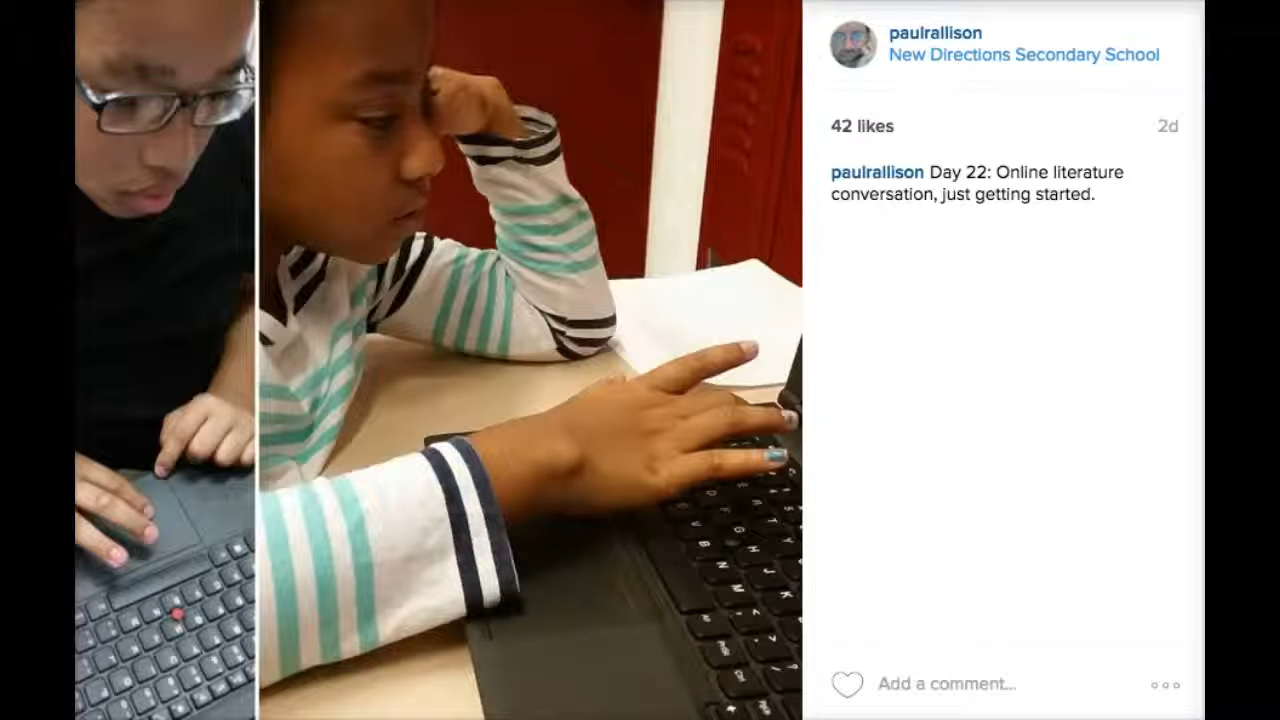 paulrallison
New Directions Secondary School
42 likes
2d
paulrallison Day 22: Online literature
conversation, just getting started.
Add a comment...